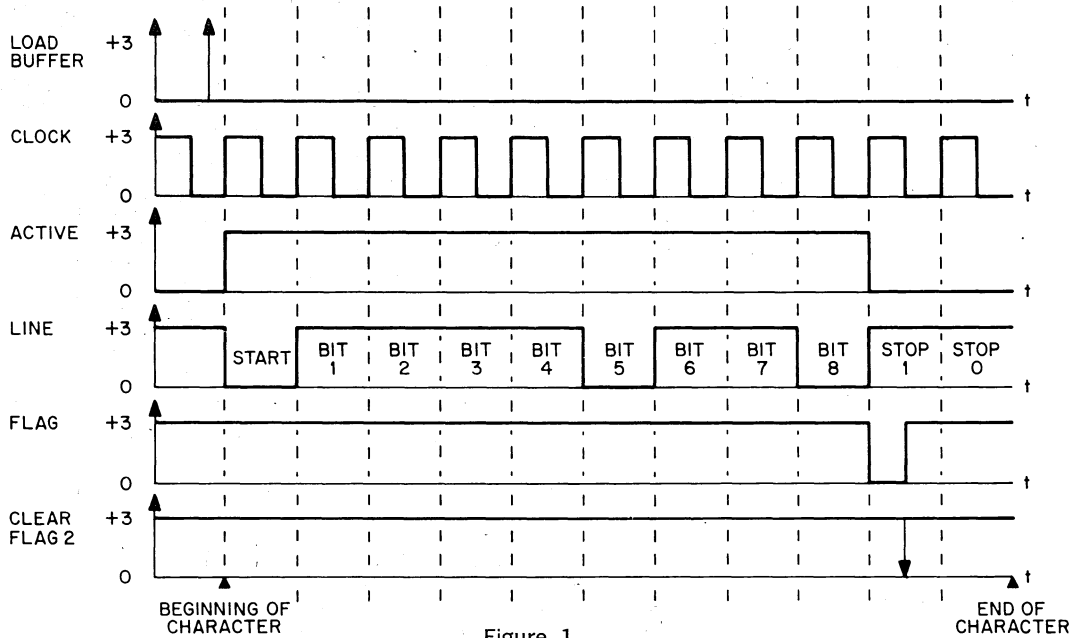 LOAD
BUFFER
+3
0
t
CLOCK
+3
0
t
ACTIVE
+3
0
t
LINE
+3
0
START
BIT
1
BIT
2
BIT
3
BIT
4
BIT
5
BIT
6
BIT
7
BIT
8
STOP
1
STOP
0
t
FLAG
+3
0
t
CLEAR
FLAG 2
+3
0
t
BEGINNING OF
CHARACTER
END OF
CHARACTER
Figure 1